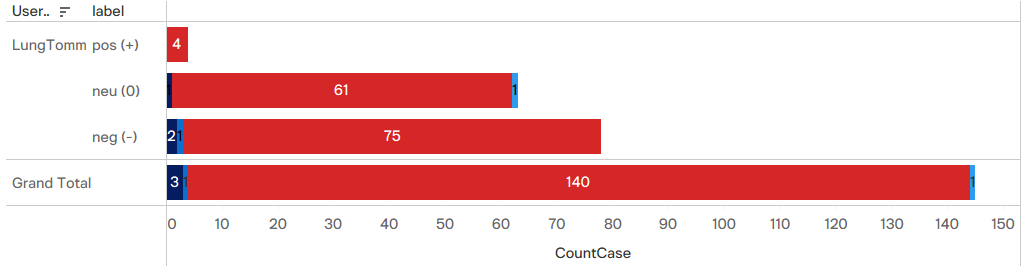 User.. label
LungTomm pos (+) 4
neu (0) 1 61 1
neg (-) 2 1 75
Grand Total 3 1 140 1
0 10 20 30 40 50 60 70 80 90 100 110 120 130 140 150
CountCase